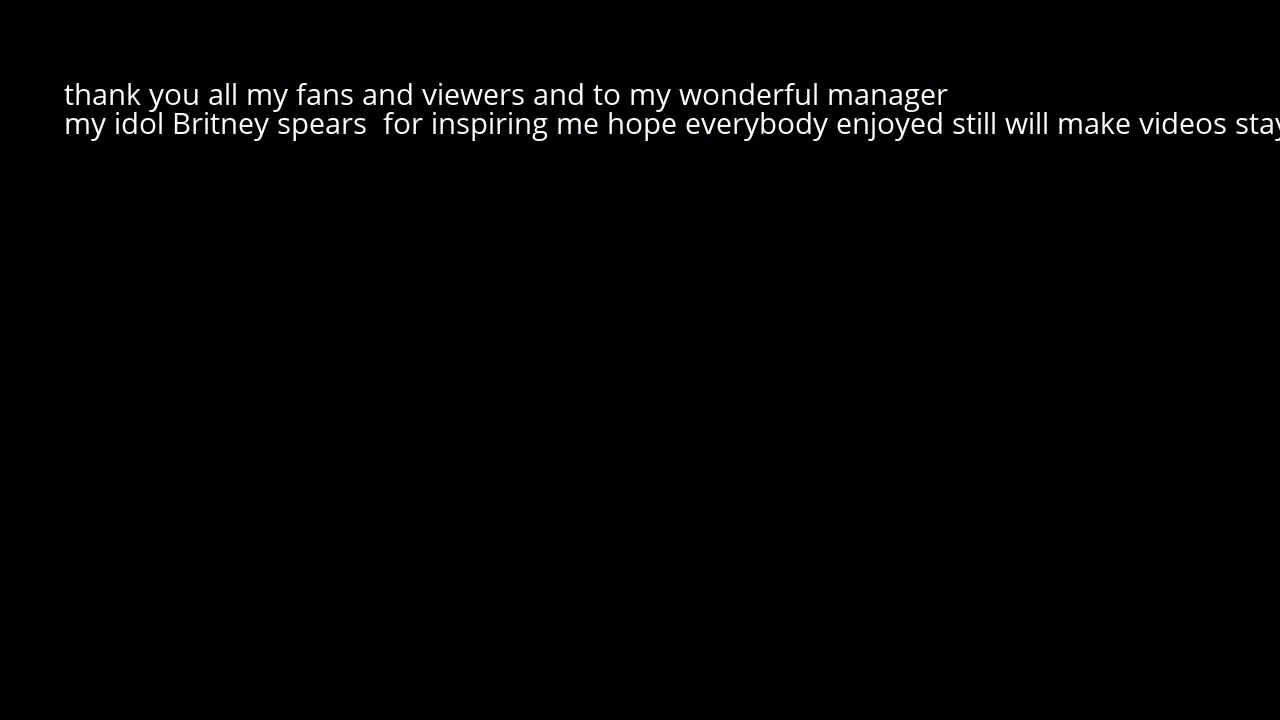 thank you all my fans and viewers and to my wonderful manager
my idol Britney spears  for inspiring me hope everybody enjoyed still will make videos stay